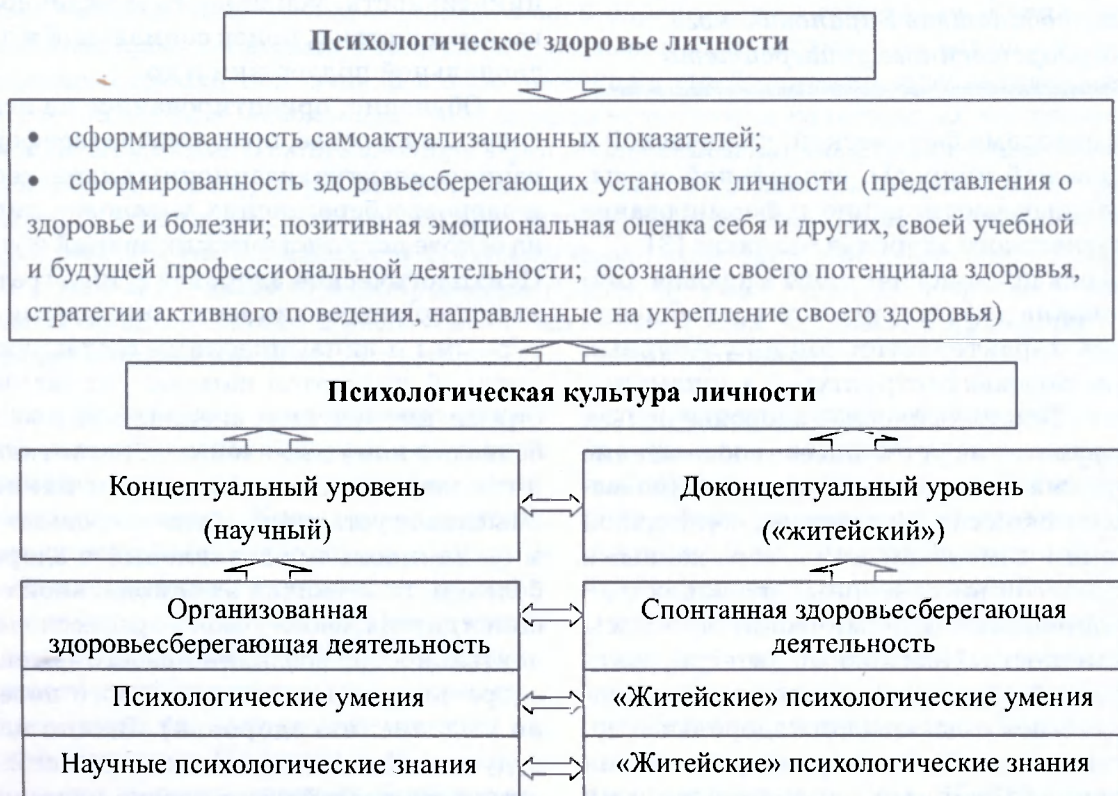 Психологическое здоровье личности
• сформированность самоактуализационных показателей;
• сформированность здоровьесберегающих установок личности (представления о
здоровье и болезни; позитивная эмоциональная оценка себя и других, своей учебной
и будущей профессиональной деятельности; осознание своего потенциала здоровья,
стратегии активного поведения, направленные на укрепление своего здоровья)
Психологическая культура личности
Концептуальный уровень
(научный)
Доконцептуальный уровень
(«житейский»)
Организованная
здоровьесберегающая деятельность
Спонтанная здоровьесберегающая
деятельность
Психологические умения
«Житейские» психологические умения
Научные психологические знания
«Житейские» психологические знания